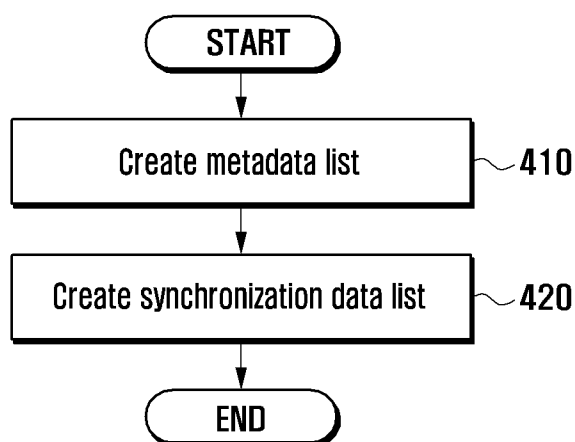 START
Create metadata list
410
Create synchronization data list
420
END